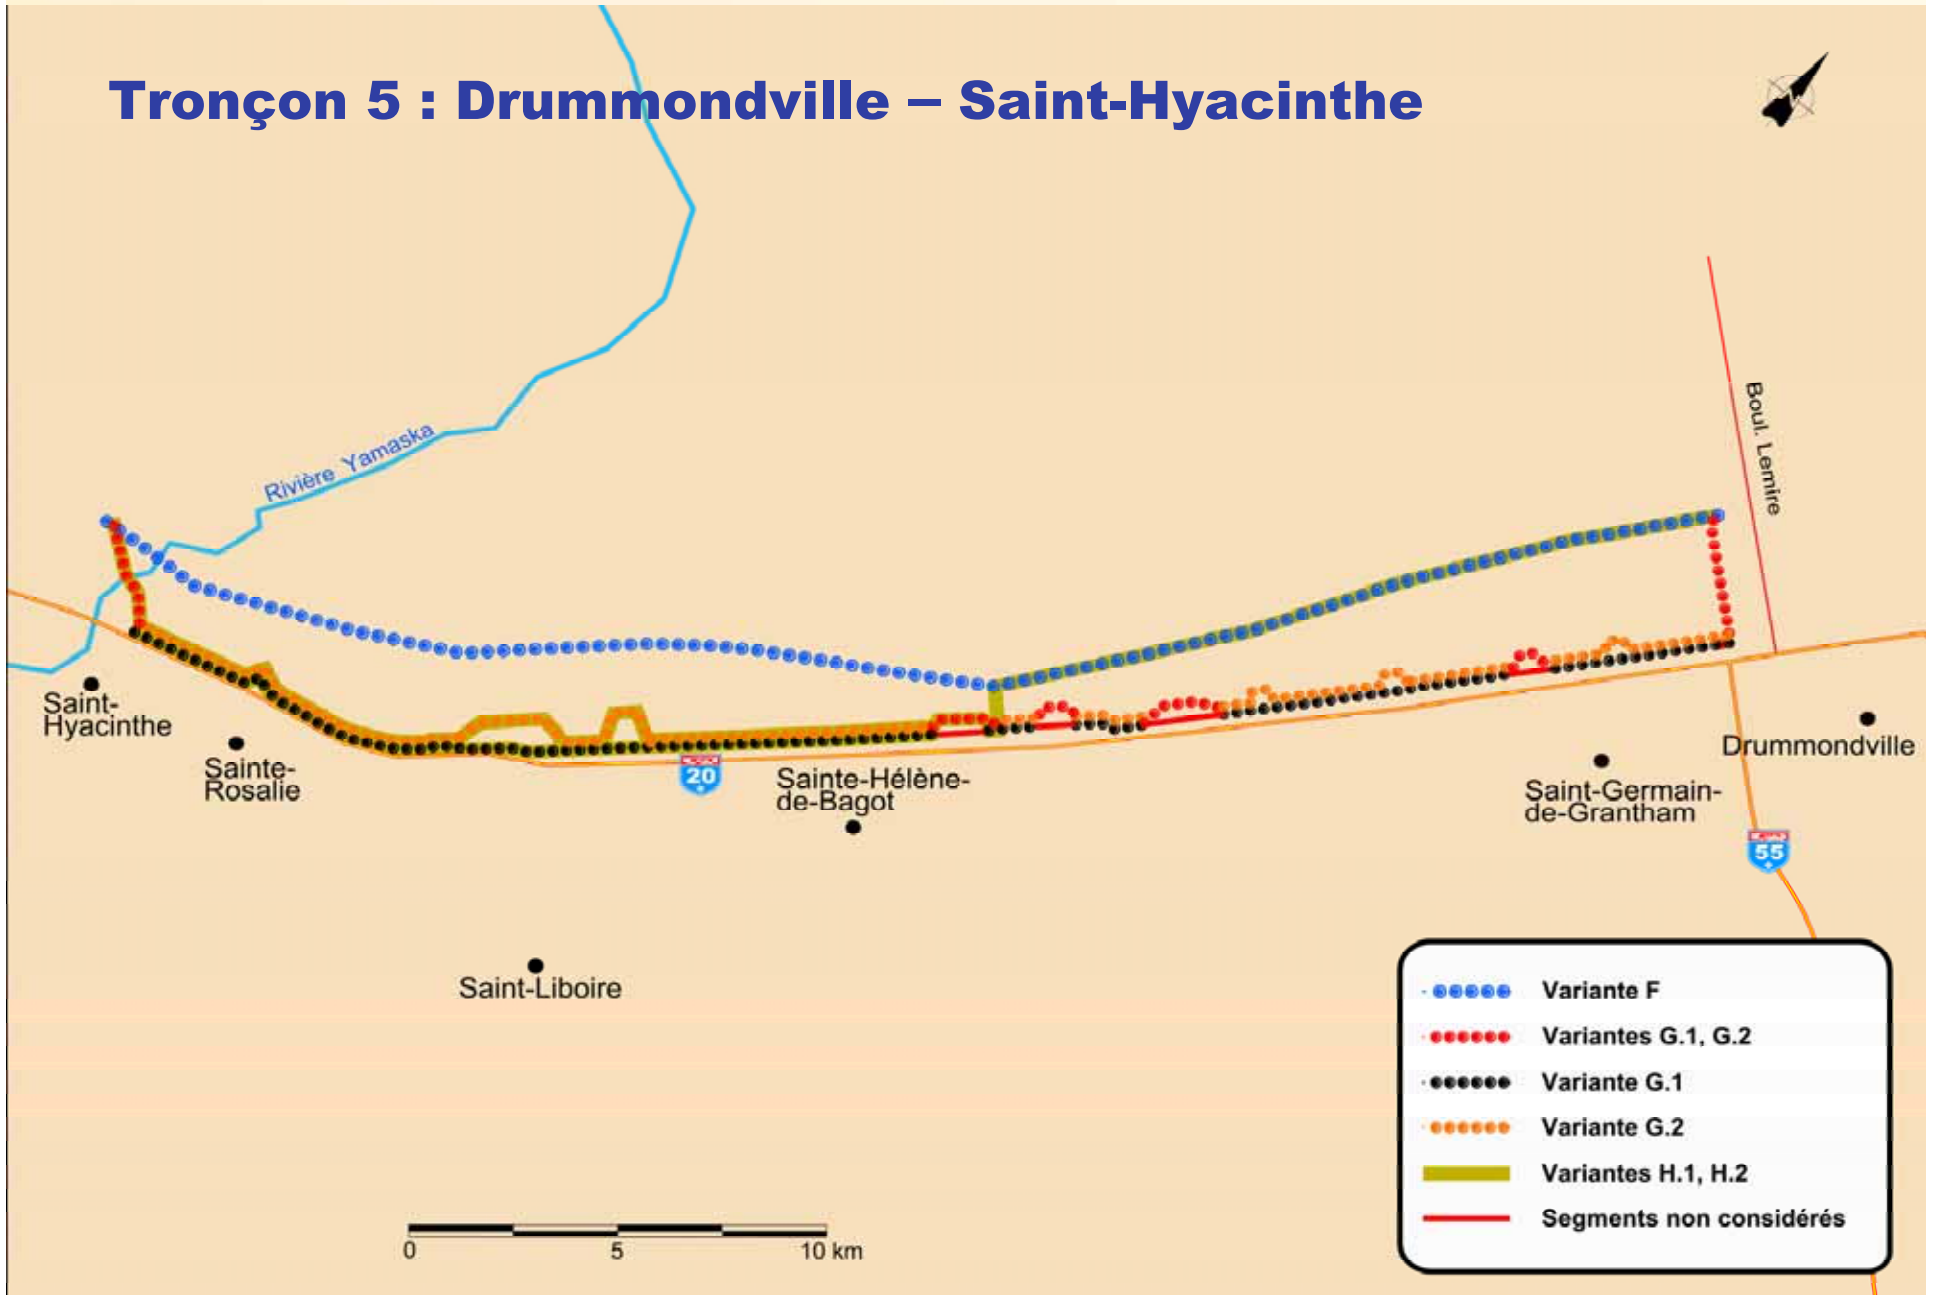 Tronçon 5 : Drummondville – Saint-Hyacinthe
Boul. Lemire
Rivière Yamaska
Saint-
Hyacinthe
Sainte-
Rosalie
20
Sainte-Hélène-
de-Bagot
Saint-Germain-
de-Grantham
Drummondville
55
Saint-Liboire
Variante F
Variantes G.1, G.2
Variante G.1
Variante G.2
Variantes H.1, H.2
Segments non considérés
0 5 10 km